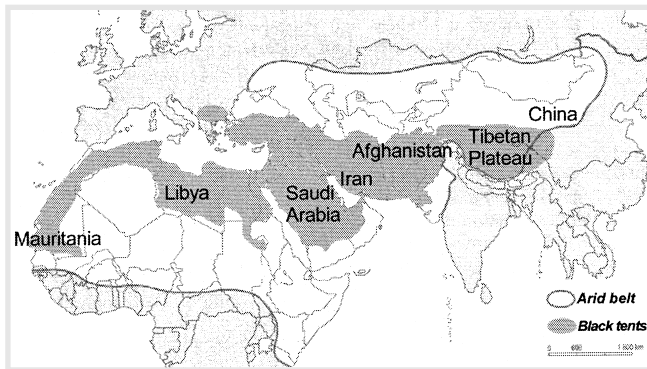 China
Tibetan
Plateau
Afghanistan
Iran
Libya
Saudi
Arabia
Mauritania
Arid belt
Black tents